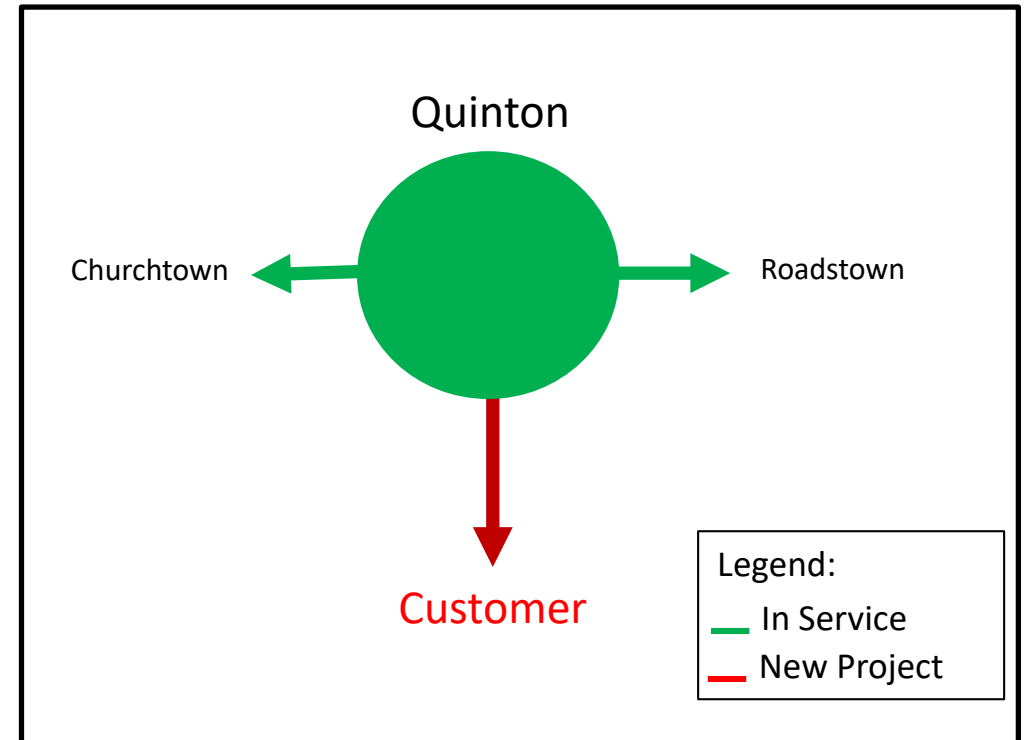 Quinton
Churchtown
Roadstown
Customer
Legend:
In Service
New Project